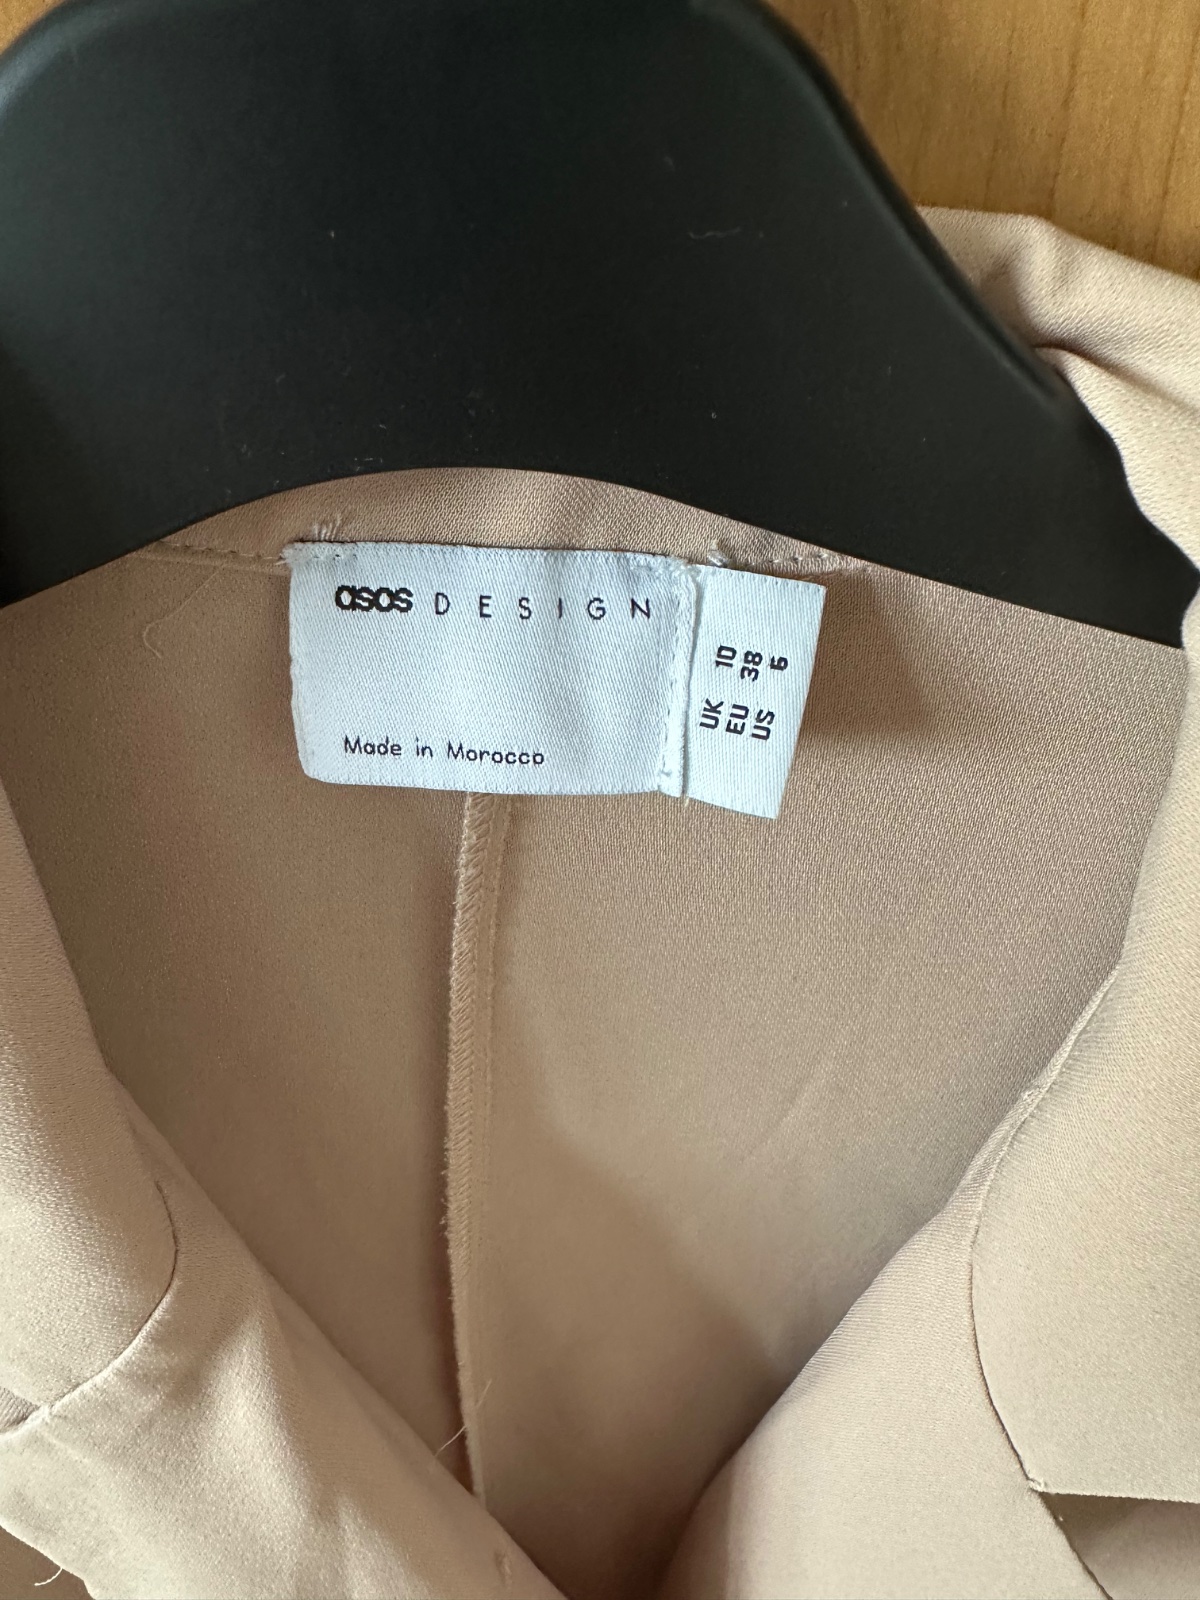 asos DESIGN
Made in Morocco
UK 10
EU 38
US 6